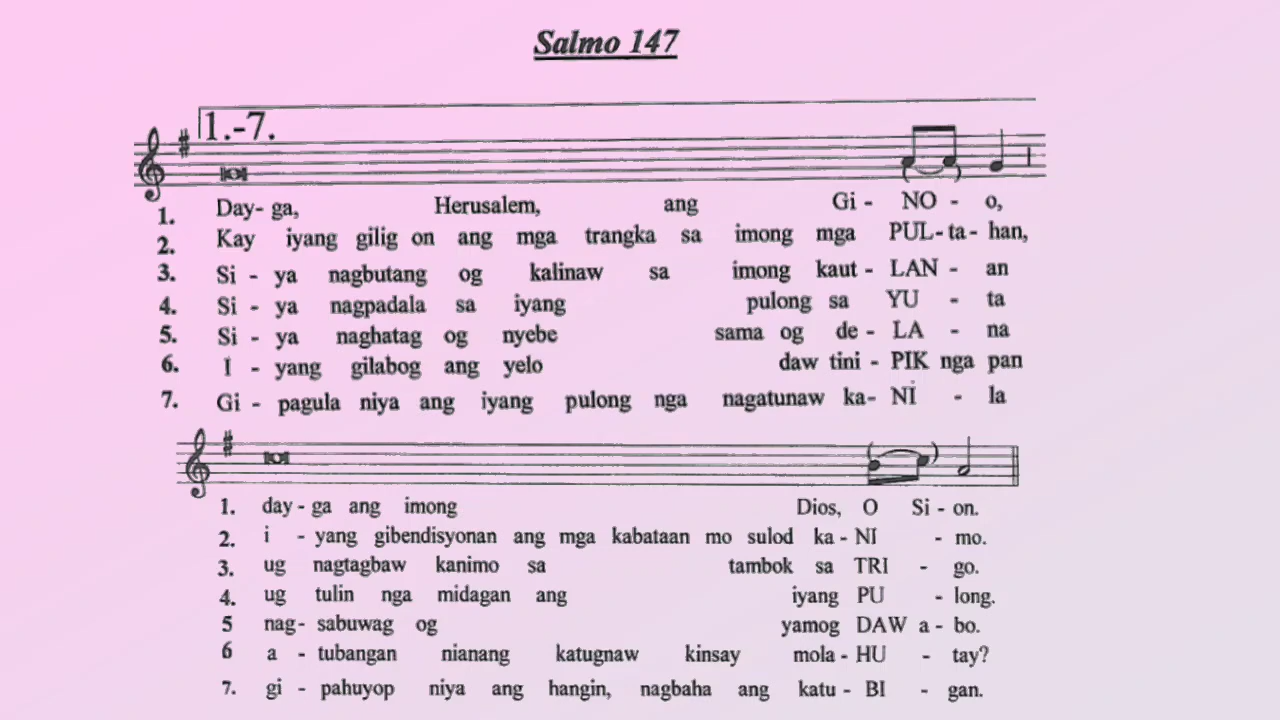 Salmo 147
1.-7.
1. Day- ga, Herusalem, ang Gi - NO - o,
2. Kay iyang gilig on ang mga trangka sa imong mga PUL - ta - han,
3. Si - ya nagbutang og kalinaw sa imong kaut - LAN - an
4. Si - ya nagpadala sa iyang pulong sa YU - ta
5. Si - ya naghatag og nyebe sama og de - LA - na
6. I - yang gilabog ang yelo daw tini - PIK nga pan
7. Gi - pagula niya ang iyang pulong nga nagatunaw ka- NI - la
1. day - ga ang imong Dios, O Si - on.
2. i - yang gibendisyonan ang mga kabataan mo sulod ka - NI - mo.
3. ug nagtagbaw kanimo sa tambok sa TRI - go.
4. ug tulin nga midagan ang iyang PU - long.
5 nag- sabuwag og yamog DAW a - bo.
6 a - tubangan nianang katugnaw kinsay mola - HU - tay?
7. gi - pahuyop niya ang hangin, nagbaha ang katu - BI - gan.